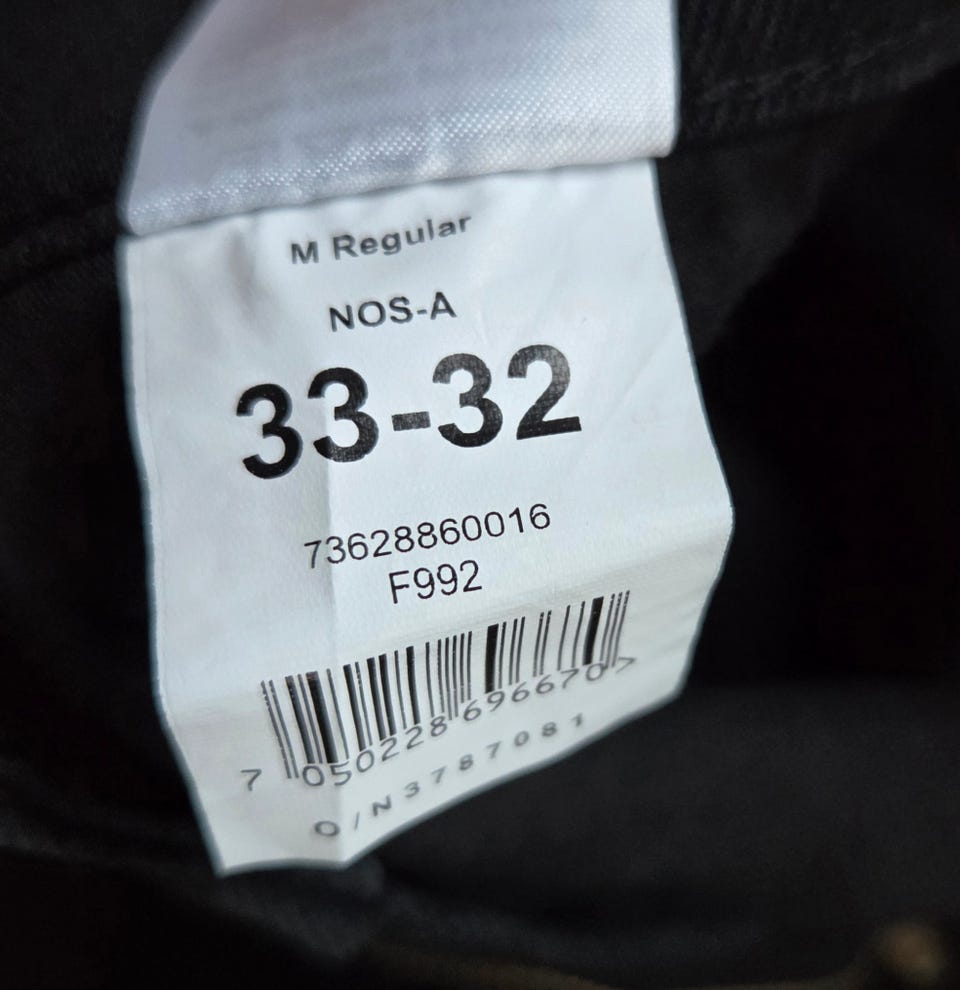 M Regular
NOS-A
33-32
73628860016
F992
7 050228 696670 >
O/N3787081